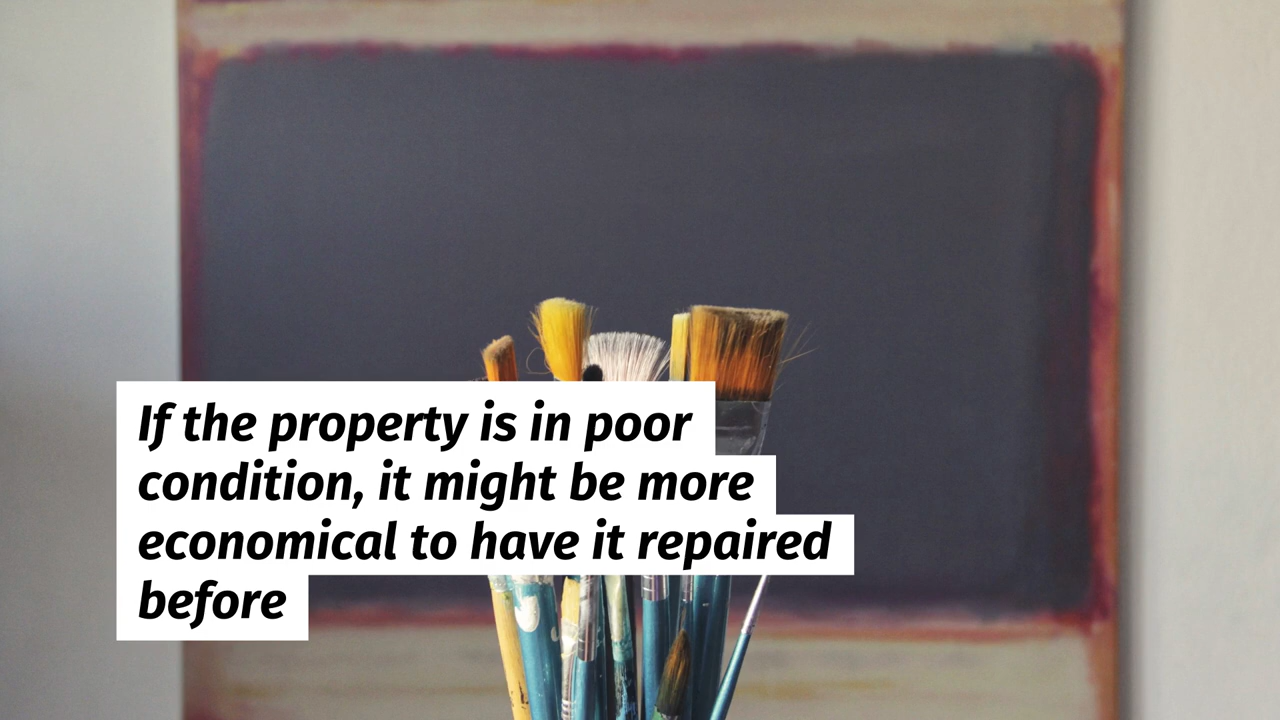 If the property is in poor
condition, it might be more
economical to have it repaired
before